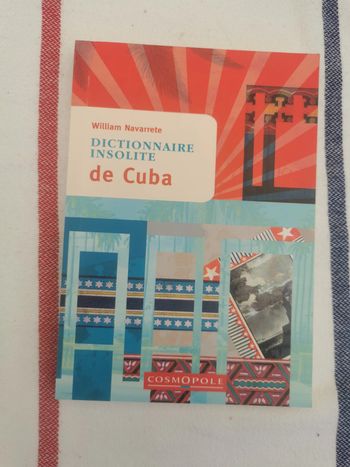 William Navarrete
DICTIONNAIRE
INSOLITE
de Cuba
COSMOPOLE